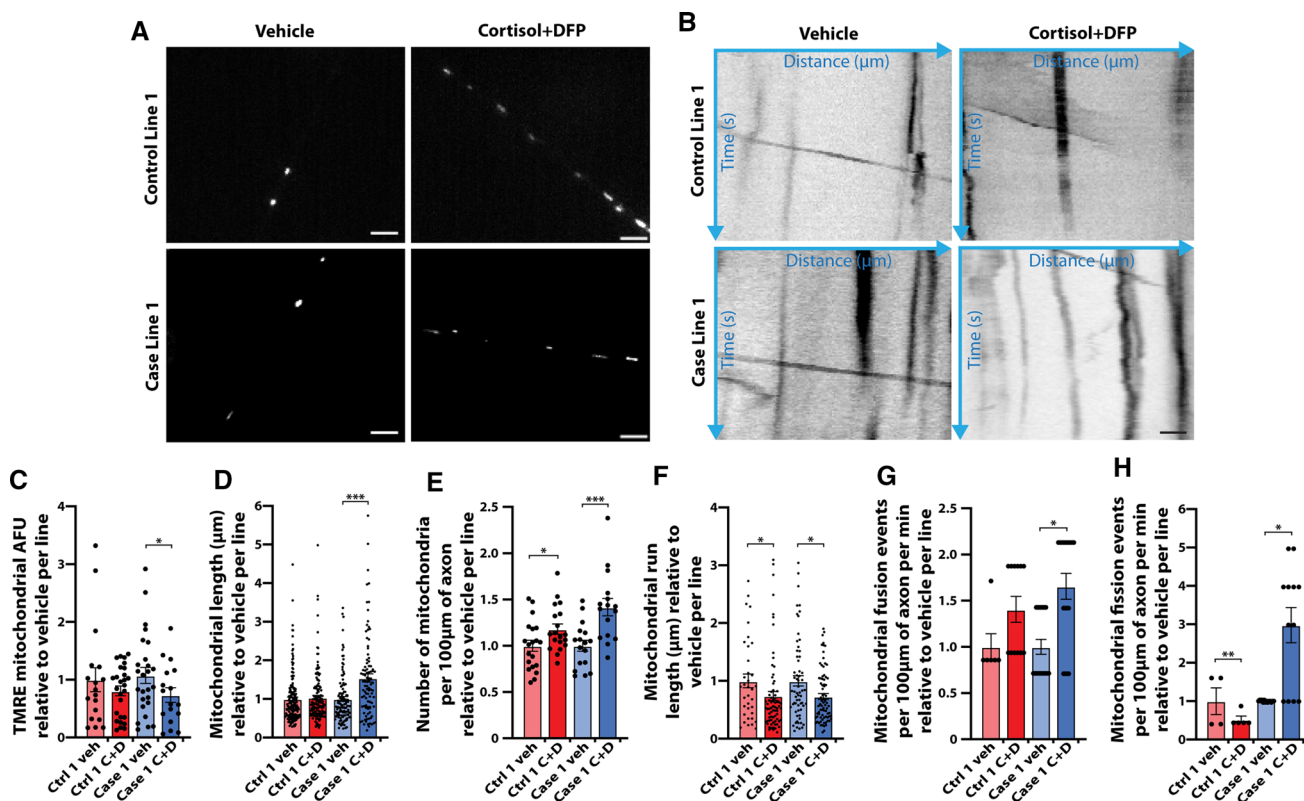 A
Vehicle
Cortisol+DFP
Control Line 1
Case Line 1
B
Vehicle
Cortisol+DFP
Control Line 1
Distance (µm)
Time (s)
Distance (µm)
Time (s)
Case Line 1
Distance (µm)
Time (s)
Distance (µm)
Time (s)
C
TMRE mitochondrial AFU
relative to vehicle per line
4
3
2
1
0
*
Ctrl 1 veh
Ctrl 1 C+D
Case 1 veh
Case 1 C+D
D
Mitochondrial length (µm)
relative to vehicle per line
6
5
4
3
2
1
0
***
Ctrl 1 veh
Ctrl 1 C+D
Case 1 veh
Case 1 C+D
E
Number of mitochondria
per 100µm of axon
relative to vehicle per line
2.5
2.0
1.5
1.0
0.5
0.0
*
***
Ctrl 1 veh
Ctrl 1 C+D
Case 1 veh
Case 1 C+D
F
Mitochondrial run
length (µm) relative to
vehicle per line
4
3
2
1
0
*
*
Ctrl 1 veh
Ctrl 1 C+D
Case 1 veh
Case 1 C+D
G
Mitochondrial fusion events
per 100µm of axon per min
relative to vehicle per line
2.5
2.0
1.5
1.0
0.5
0.0
*
Ctrl 1 veh
Ctrl 1 C+D
Case 1 veh
Case 1 C+D
H
Mitochondrial fission events
per 100µm of axon per min
relative to vehicle per line
6
5
4
3
2
1
0
**
*
Ctrl 1 veh
Ctrl 1 C+D
Case 1 veh
Case 1 C+D